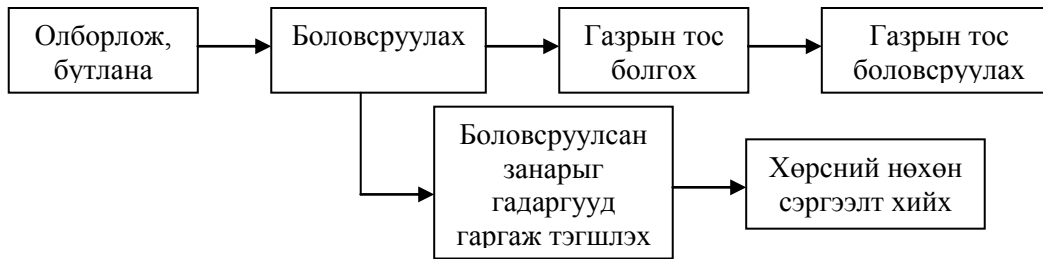 Олборлож,
бутлана
Боловсруулах
Газрын тос
болгох
Газрын тос
боловсруулах
Боловсруулсан
занарыг
гадаргууд
гаргаж тэгшлэх
Хөрсний нөхөн
сэргээлт хийх